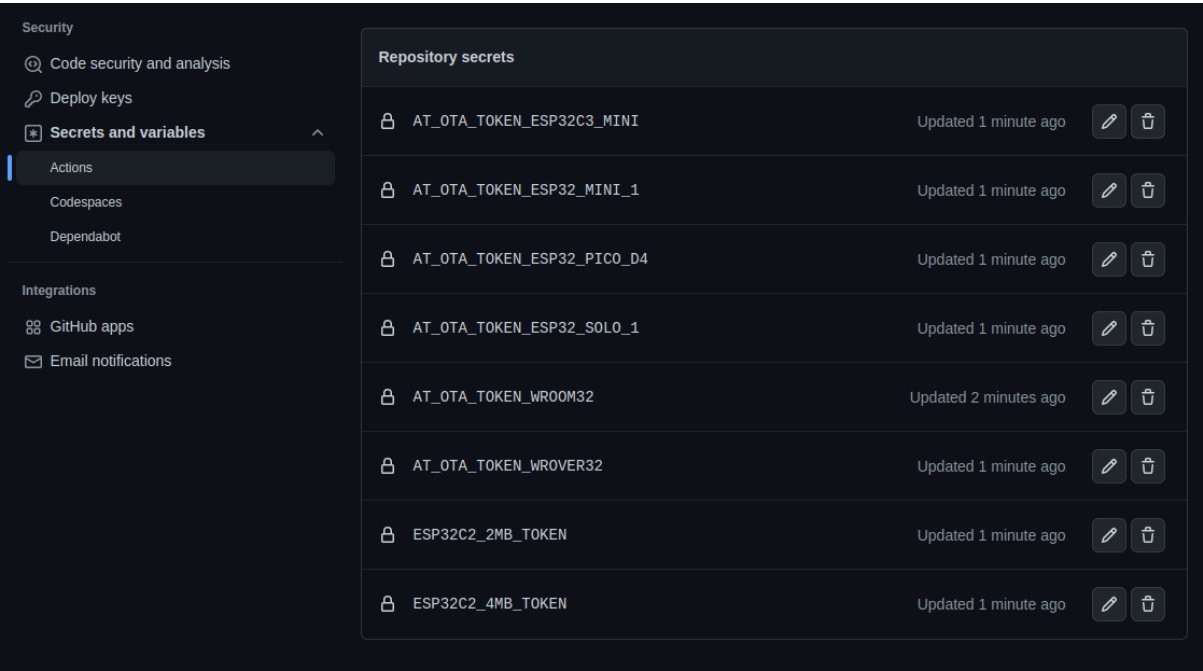 Security
Code security and analysis
Deploy keys
Secrets and variables
Actions
Codespaces
Dependabot
Integrations
GitHub apps
Email notifications
Repository secrets
AT_OTA_TOKEN_ESP32C3_MINI Updated 1 minute ago
AT_OTA_TOKEN_ESP32_MINI_1 Updated 1 minute ago
AT_OTA_TOKEN_ESP32_PICO_D4 Updated 1 minute ago
AT_OTA_TOKEN_ESP32_SOLO_1 Updated 1 minute ago
AT_OTA_TOKEN_WROOM32 Updated 2 minutes ago
AT_OTA_TOKEN_WROVER32 Updated 1 minute ago
ESP32C2_2MB_TOKEN Updated 1 minute ago
ESP32C2_4MB_TOKEN Updated 1 minute ago